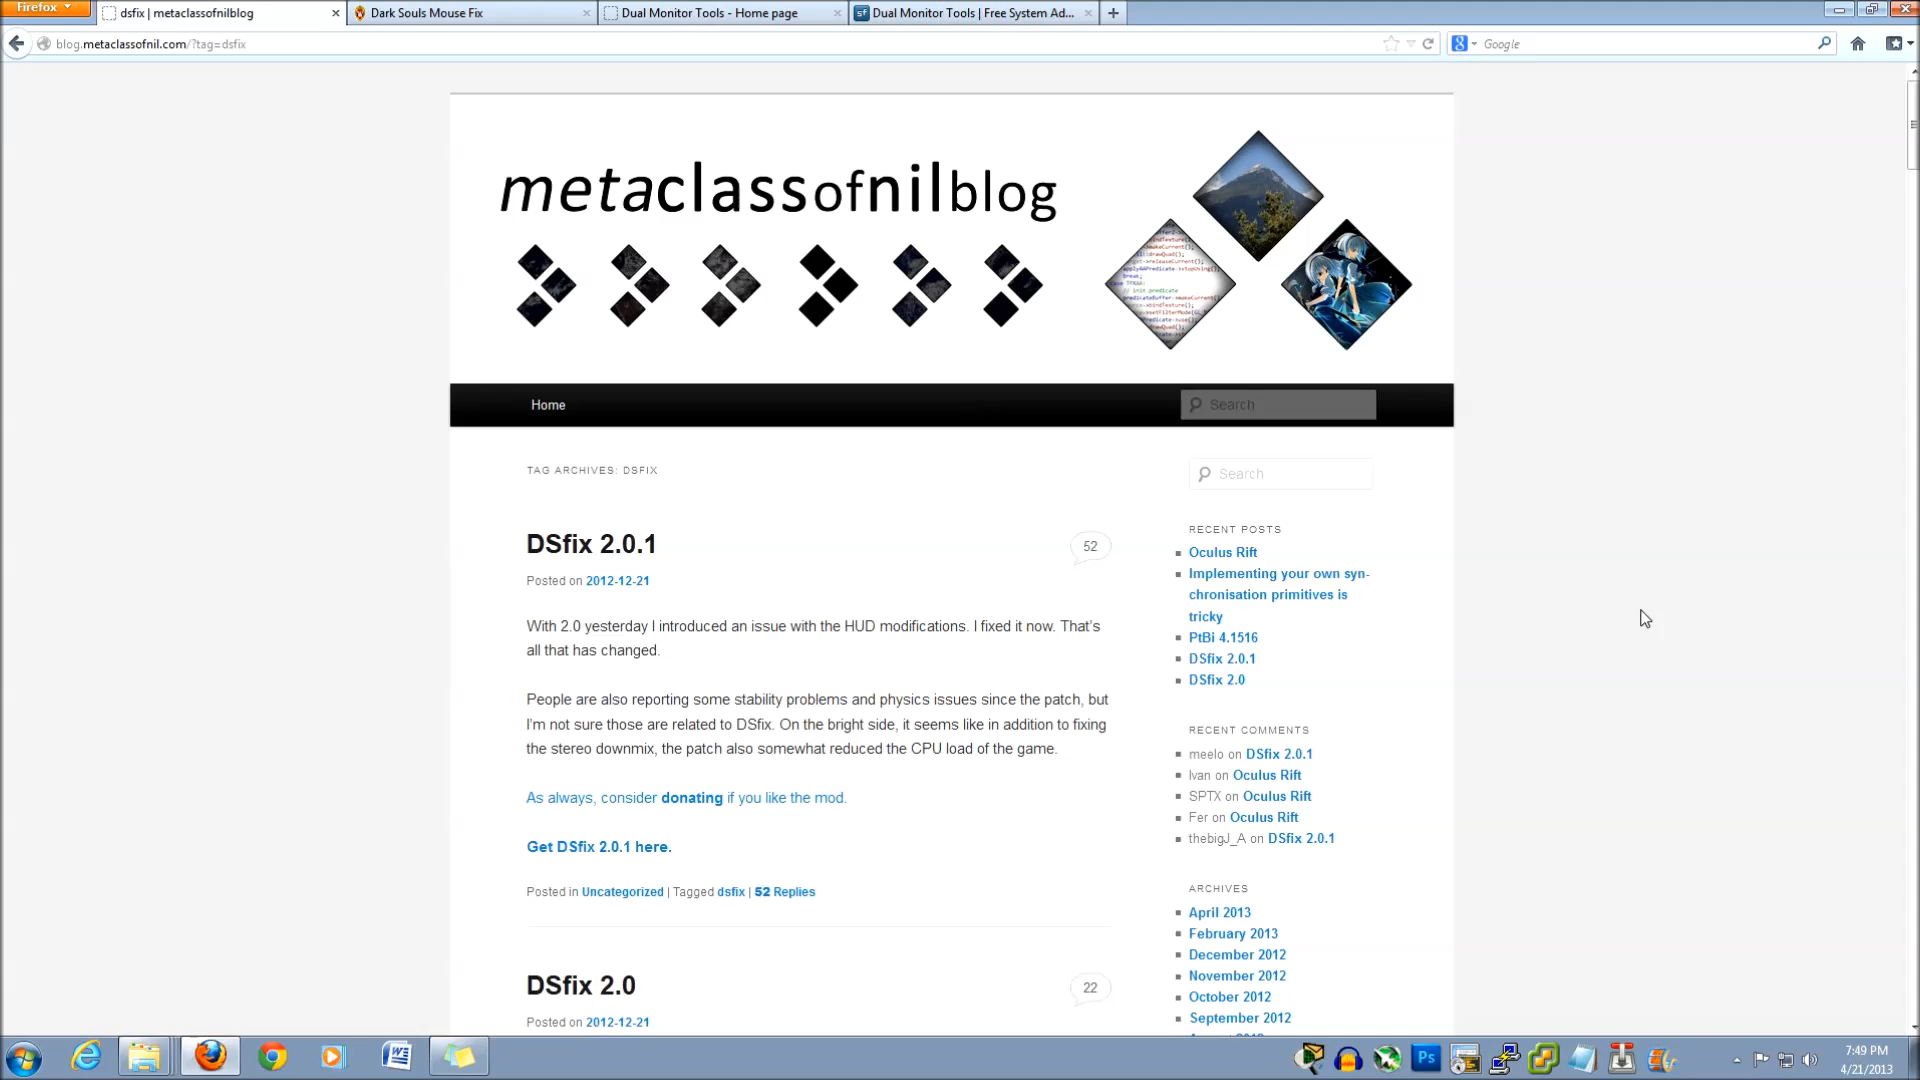 Firefox
dsfix | metaclassofnilblog
Dark Souls Mouse Fix
Dual Monitor Tools - Home page
Dual Monitor Tools | Free System Ad...
blog.metaclassofnil.com/?tag=dsfix
Google
metaclassofnilblog
Home
Search
TAG ARCHIVES: DSFIX
DSfix 2.0.1
52
Posted on 2012-12-21
With 2.0 yesterday I introduced an issue with the HUD modifications. I fixed it now. That's
all that has changed.
People are also reporting some stability problems and physics issues since the patch, but
I'm not sure those are related to DSfix. On the bright side, it seems like in addition to fixing
the stereo downmix, the patch also somewhat reduced the CPU load of the game.
As always, consider donating if you like the mod.
Get DSfix 2.0.1 here.
Posted in Uncategorized | Tagged dsfix | 52 Replies
DSfix 2.0
22
Posted on 2012-12-21
Search
RECENT POSTS
Oculus Rift
Implementing your own syn-
chronisation primitives is
tricky
PtBi 4.1516
DSfix 2.0.1
DSfix 2.0
RECENT COMMENTS
meelo on DSfix 2.0.1
Ivan on Oculus Rift
SPTX on Oculus Rift
Fer on Oculus Rift
thebigJ_A on DSfix 2.0.1
ARCHIVES
April 2013
February 2013
December 2012
November 2012
October 2012
September 2012
Ps
7:49 PM
4/21/2013